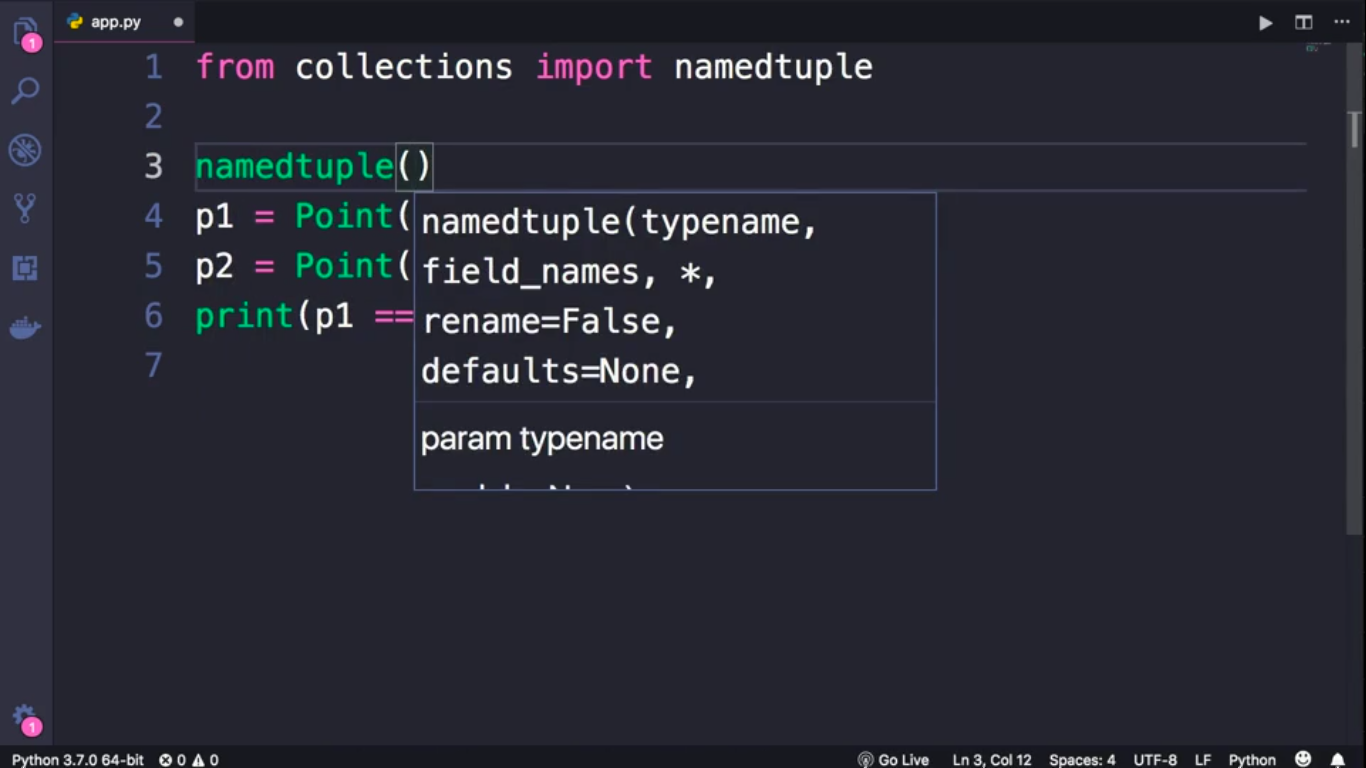 1
app.py
1 from collections import namedtuple
2
3 namedtuple()
4 p1 = Point(
5 p2 = Point(
6 print(p1 ==
7
namedtuple(typename,
field_names, *,
rename=False,
defaults=None,
param typename
1
Python 3.7.0 64-bit 0 0 Go Live Ln 3, Col 12 Spaces: 4 UTF-8 LF Python